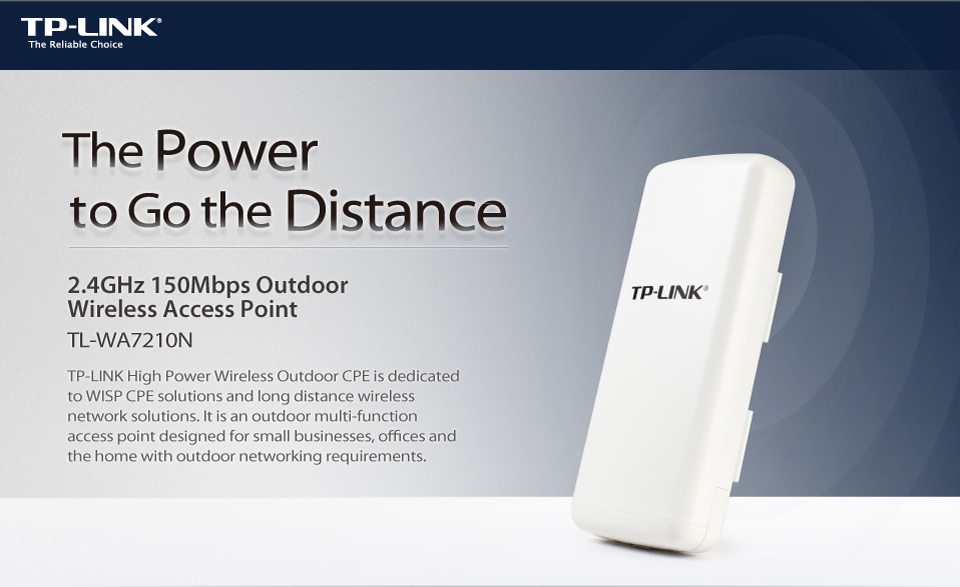 TP-LINK®
The Reliable Choice
The Power
to Go the Distance
2.4GHz 150Mbps Outdoor
Wireless Access Point
TL-WA7210N
TP-LINK High Power Wireless Outdoor CPE is dedicated
to WISP CPE solutions and long distance wireless
network solutions. It is an outdoor multi-function
access point designed for small businesses, offices and
the home with outdoor networking requirements.
TP-LINK®